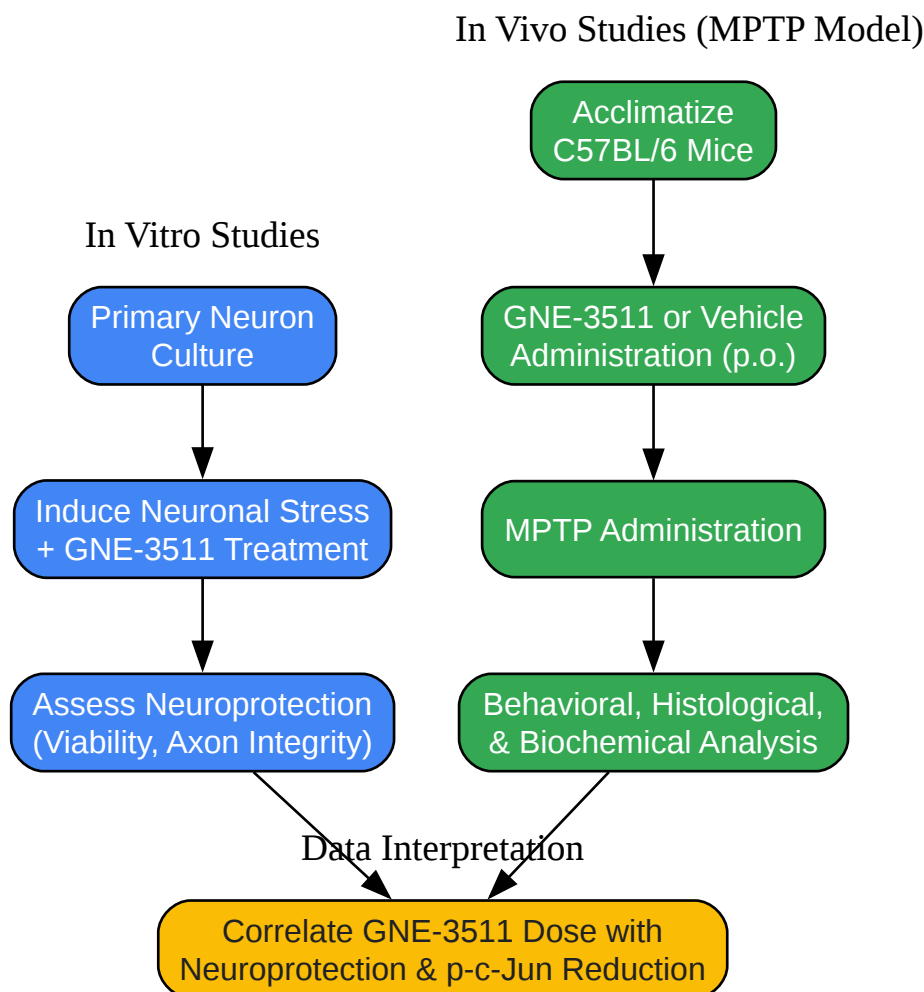 In Vivo Studies (MPTP Model)
Acclimatize
C57BL/6 Mice
In Vitro Studies
Primary Neuron
Culture
GNE-3511 or Vehicle
Administration (p.o.)
Induce Neuronal Stress
+ GNE-3511 Treatment
MPTP Administration
Assess Neuroprotection
(Viability, Axon Integrity)
Behavioral, Histological,
& Biochemical Analysis
Data Interpretation
Correlate GNE-3511 Dose with
Neuroprotection & p-c-Jun Reduction